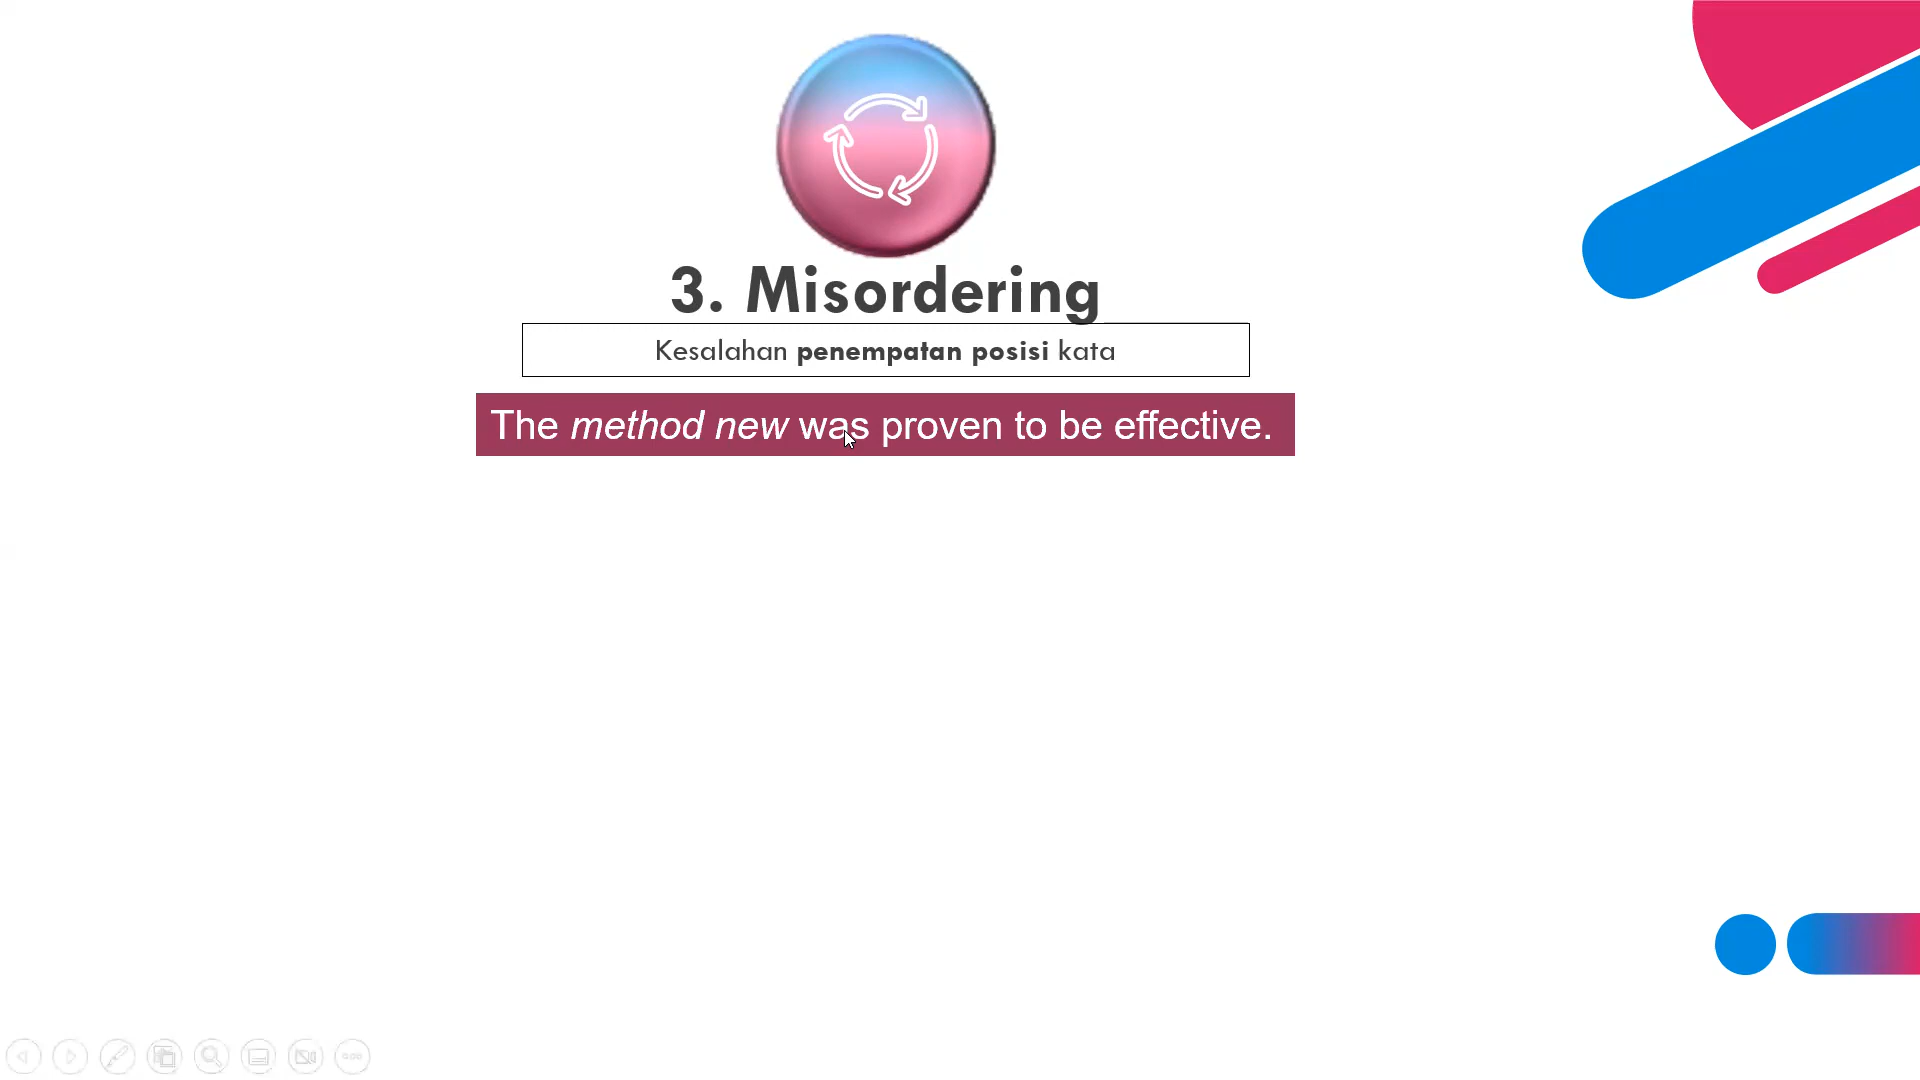 3. Misordering
Kesalahan penempatan posisi kata
The method new was proven to be effective.